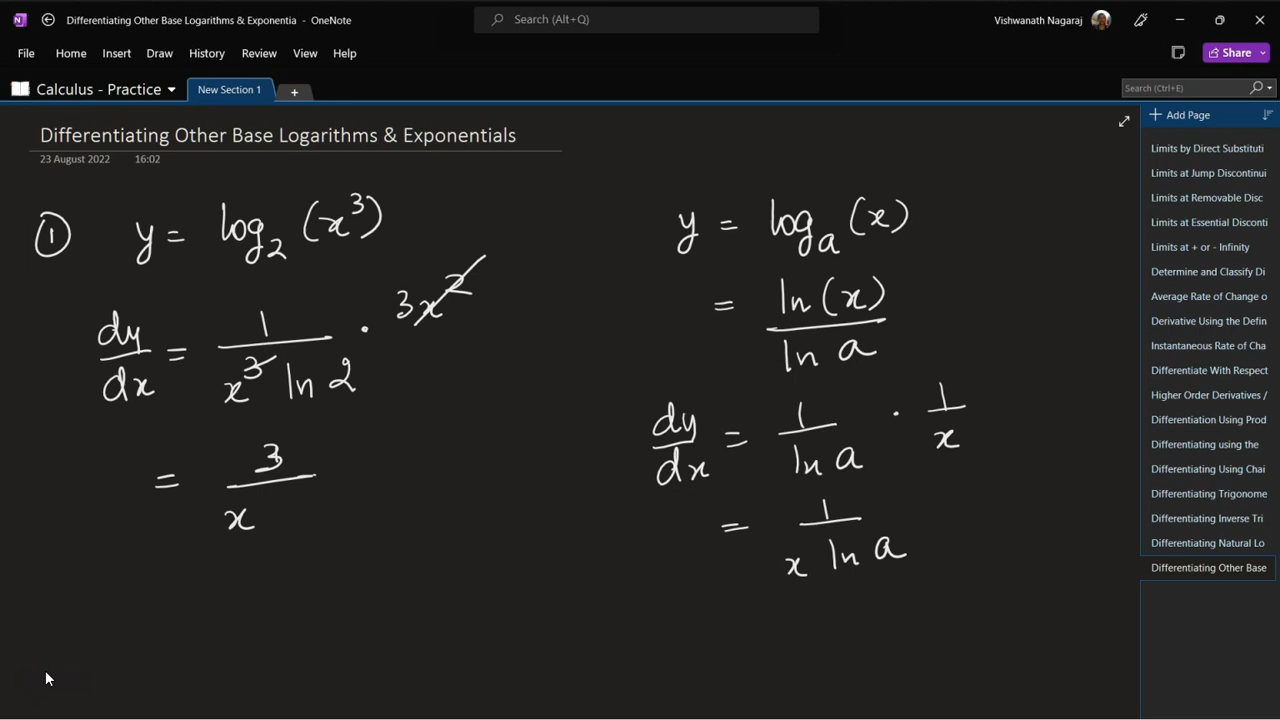 Differentiating Other Base Logarithms & Exponentia - OneNote
Search (Alt+Q)
Vishwanath Nagaraj
File Home Insert Draw History Review View Help
Share
Calculus - Practice
New Section 1
+
Search (Ctrl+E)
Differentiating Other Base Logarithms & Exponentials
23 August 2022 16:02
① y = log₂ (x³)
dy/dx = 1/(x³ ln 2) · 3x²
= 3/x
y = logₐ (x)
= ln (x)/ln a
dy/dx = 1/ln a · 1/x
= 1/(x ln a)
Add Page
Limits by Direct Substituti
Limits at Jump Discontinui
Limits at Removable Disc
Limits at Essential Disconti
Limits at + or - Infinity
Determine and Classify Di
Average Rate of Change o
Derivative Using the Defin
Instantaneous Rate of Cha
Differentiate With Respect
Higher Order Derivatives /
Differentiation Using Prod
Differentiating using the
Differentiating Using Chai
Differentiating Trigonome
Differentiating Inverse Tri
Differentiating Natural Lo
Differentiating Other Base